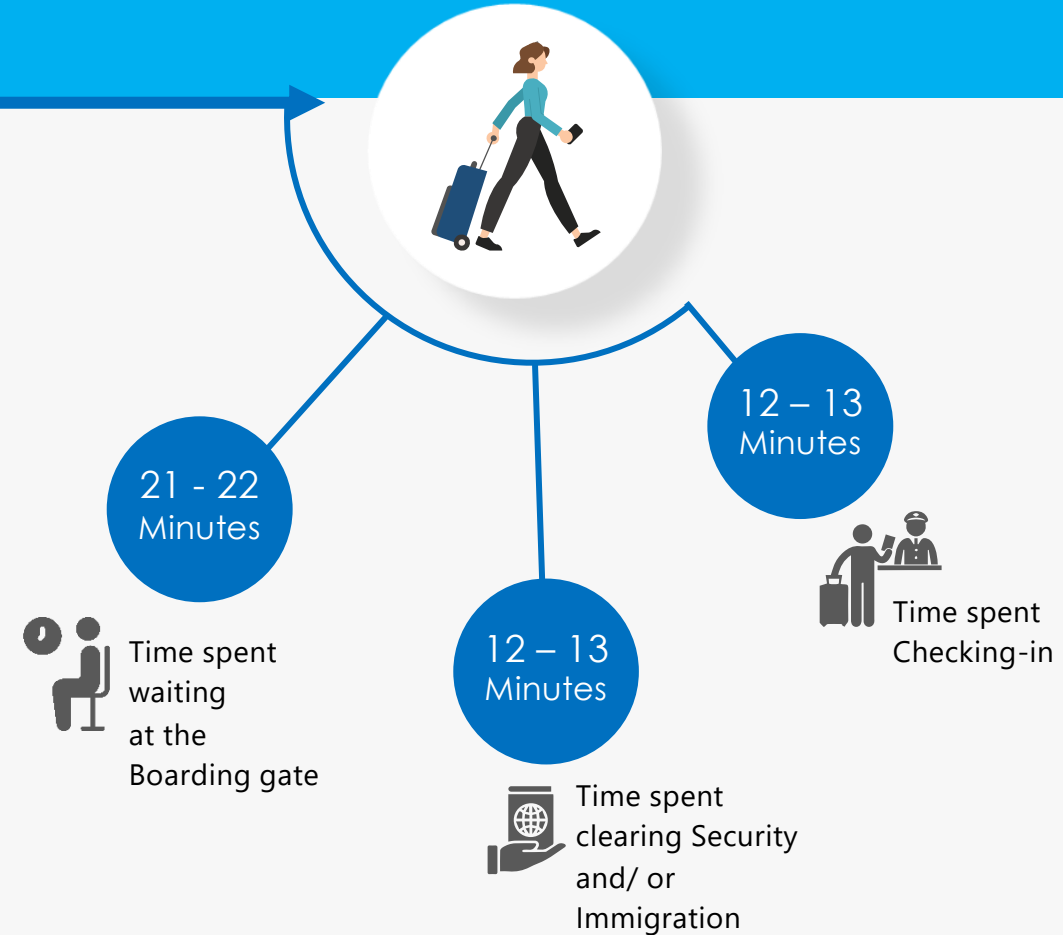 21 - 22
Minutes
Time spent
waiting
at the
Boarding gate
12 – 13
Minutes
Time spent
clearing Security
and/ or
Immigration
12 – 13
Minutes
Time spent
Checking-in